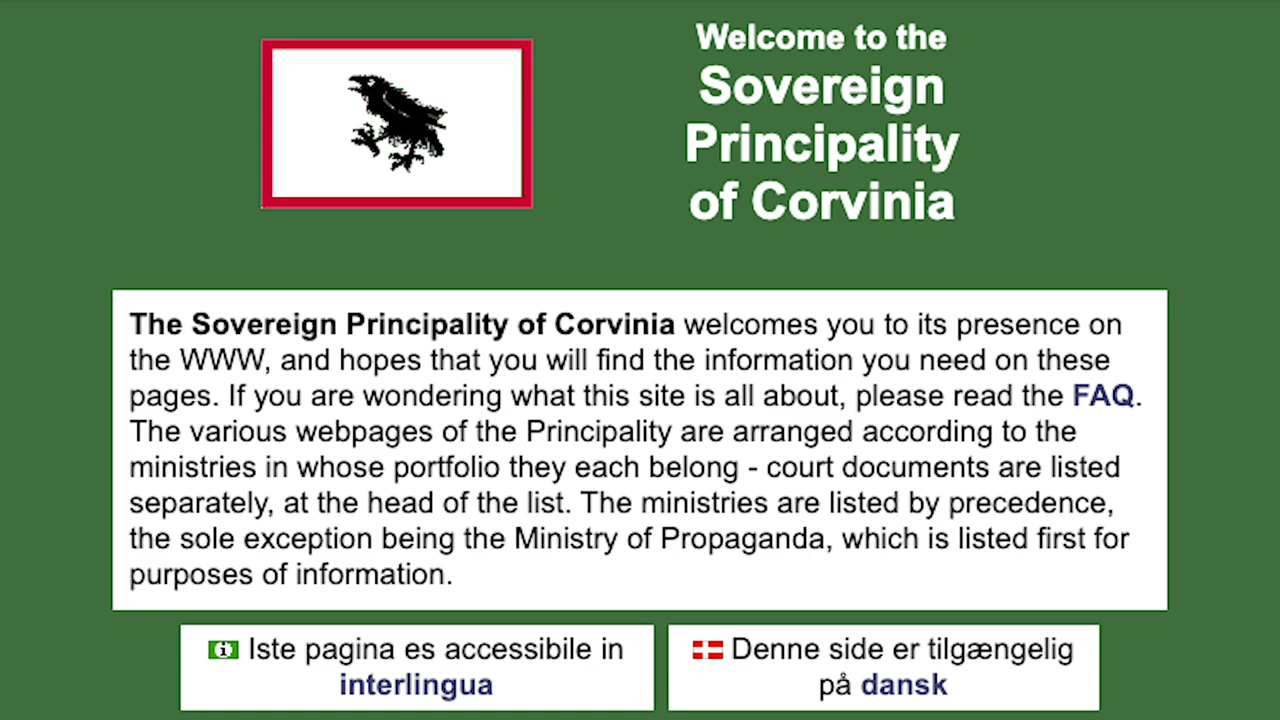 Welcome to the
Sovereign
Principality
of Corvinia
The Sovereign Principality of Corvinia welcomes you to its presence on
the WWW, and hopes that you will find the information you need on these
pages. If you are wondering what this site is all about, please read the FAQ.
The various webpages of the Principality are arranged according to the
ministries in whose portfolio they each belong - court documents are listed
separately, at the head of the list. The ministries are listed by precedence,
the sole exception being the Ministry of Propaganda, which is listed first for
purposes of information.
Iste pagina es accessibile in
interlingua
Denne side er tilgængelig
på dansk